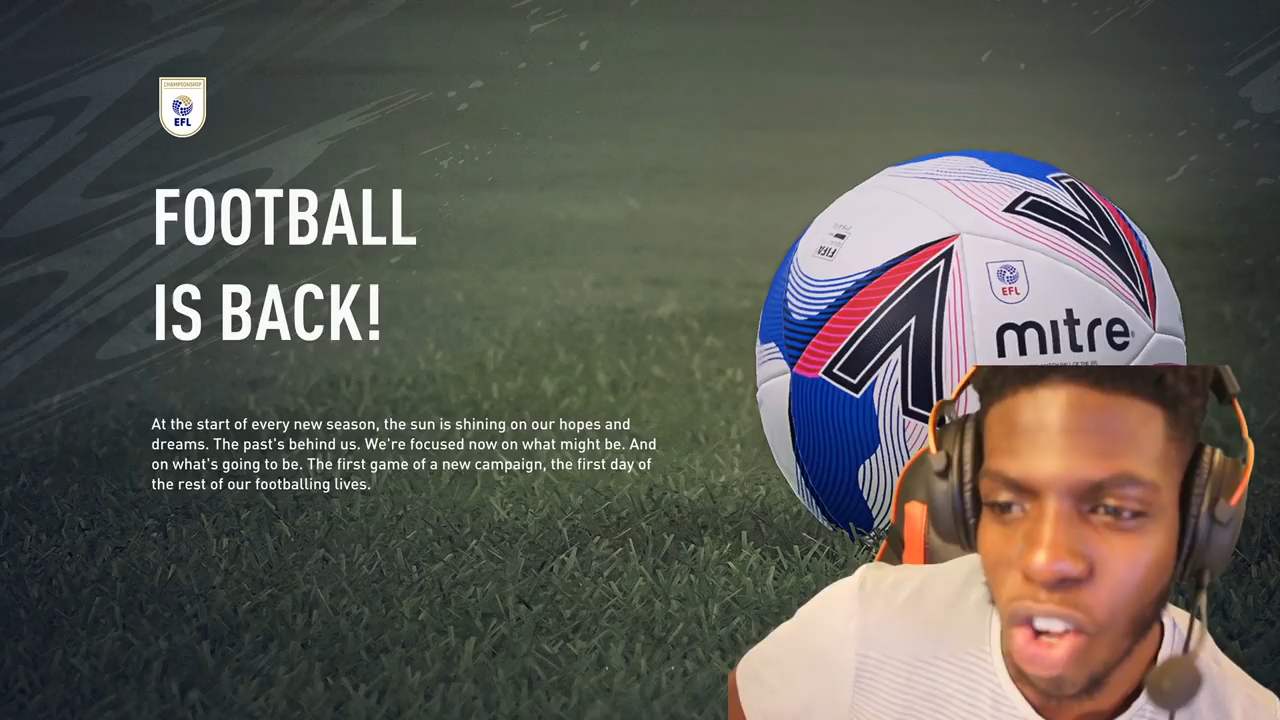 CHAMPIONSHIP
EFL
FOOTBALL
IS BACK!
At the start of every new season, the sun is shining on our hopes and
dreams. The past's behind us. We're focused now on what might be. And
on what's going to be. The first game of a new campaign, the first day of
the rest of our footballing lives.
FIFA
EFL
mitre